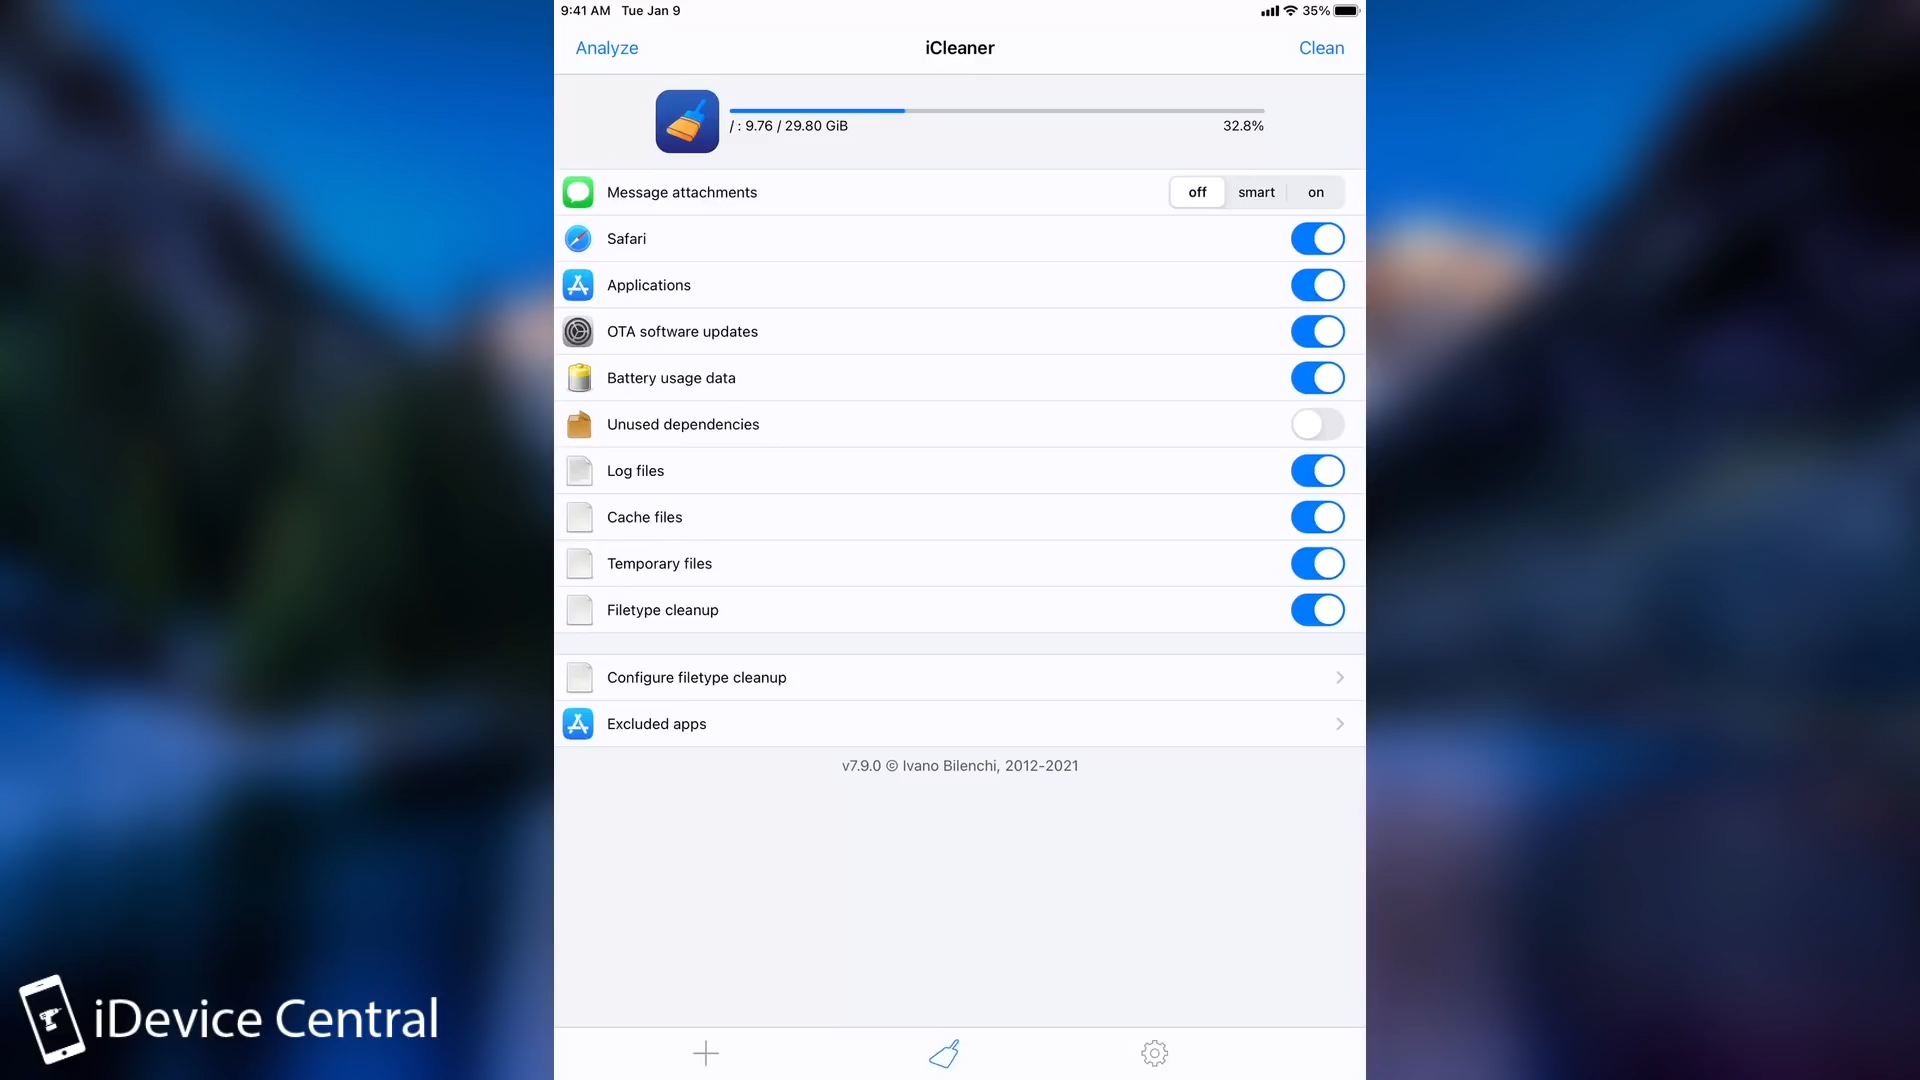 9:41 AM Tue Jan 9
35%
Analyze
iCleaner
Clean
/ : 9.76 / 29.80 GiB
32.8%
Message attachments
off smart on
Safari
Applications
OTA software updates
Battery usage data
Unused dependencies
Log files
Cache files
Temporary files
Filetype cleanup
Configure filetype cleanup
Excluded apps
v7.9.0 © Ivano Bilenchi, 2012-2021
iDevice Central